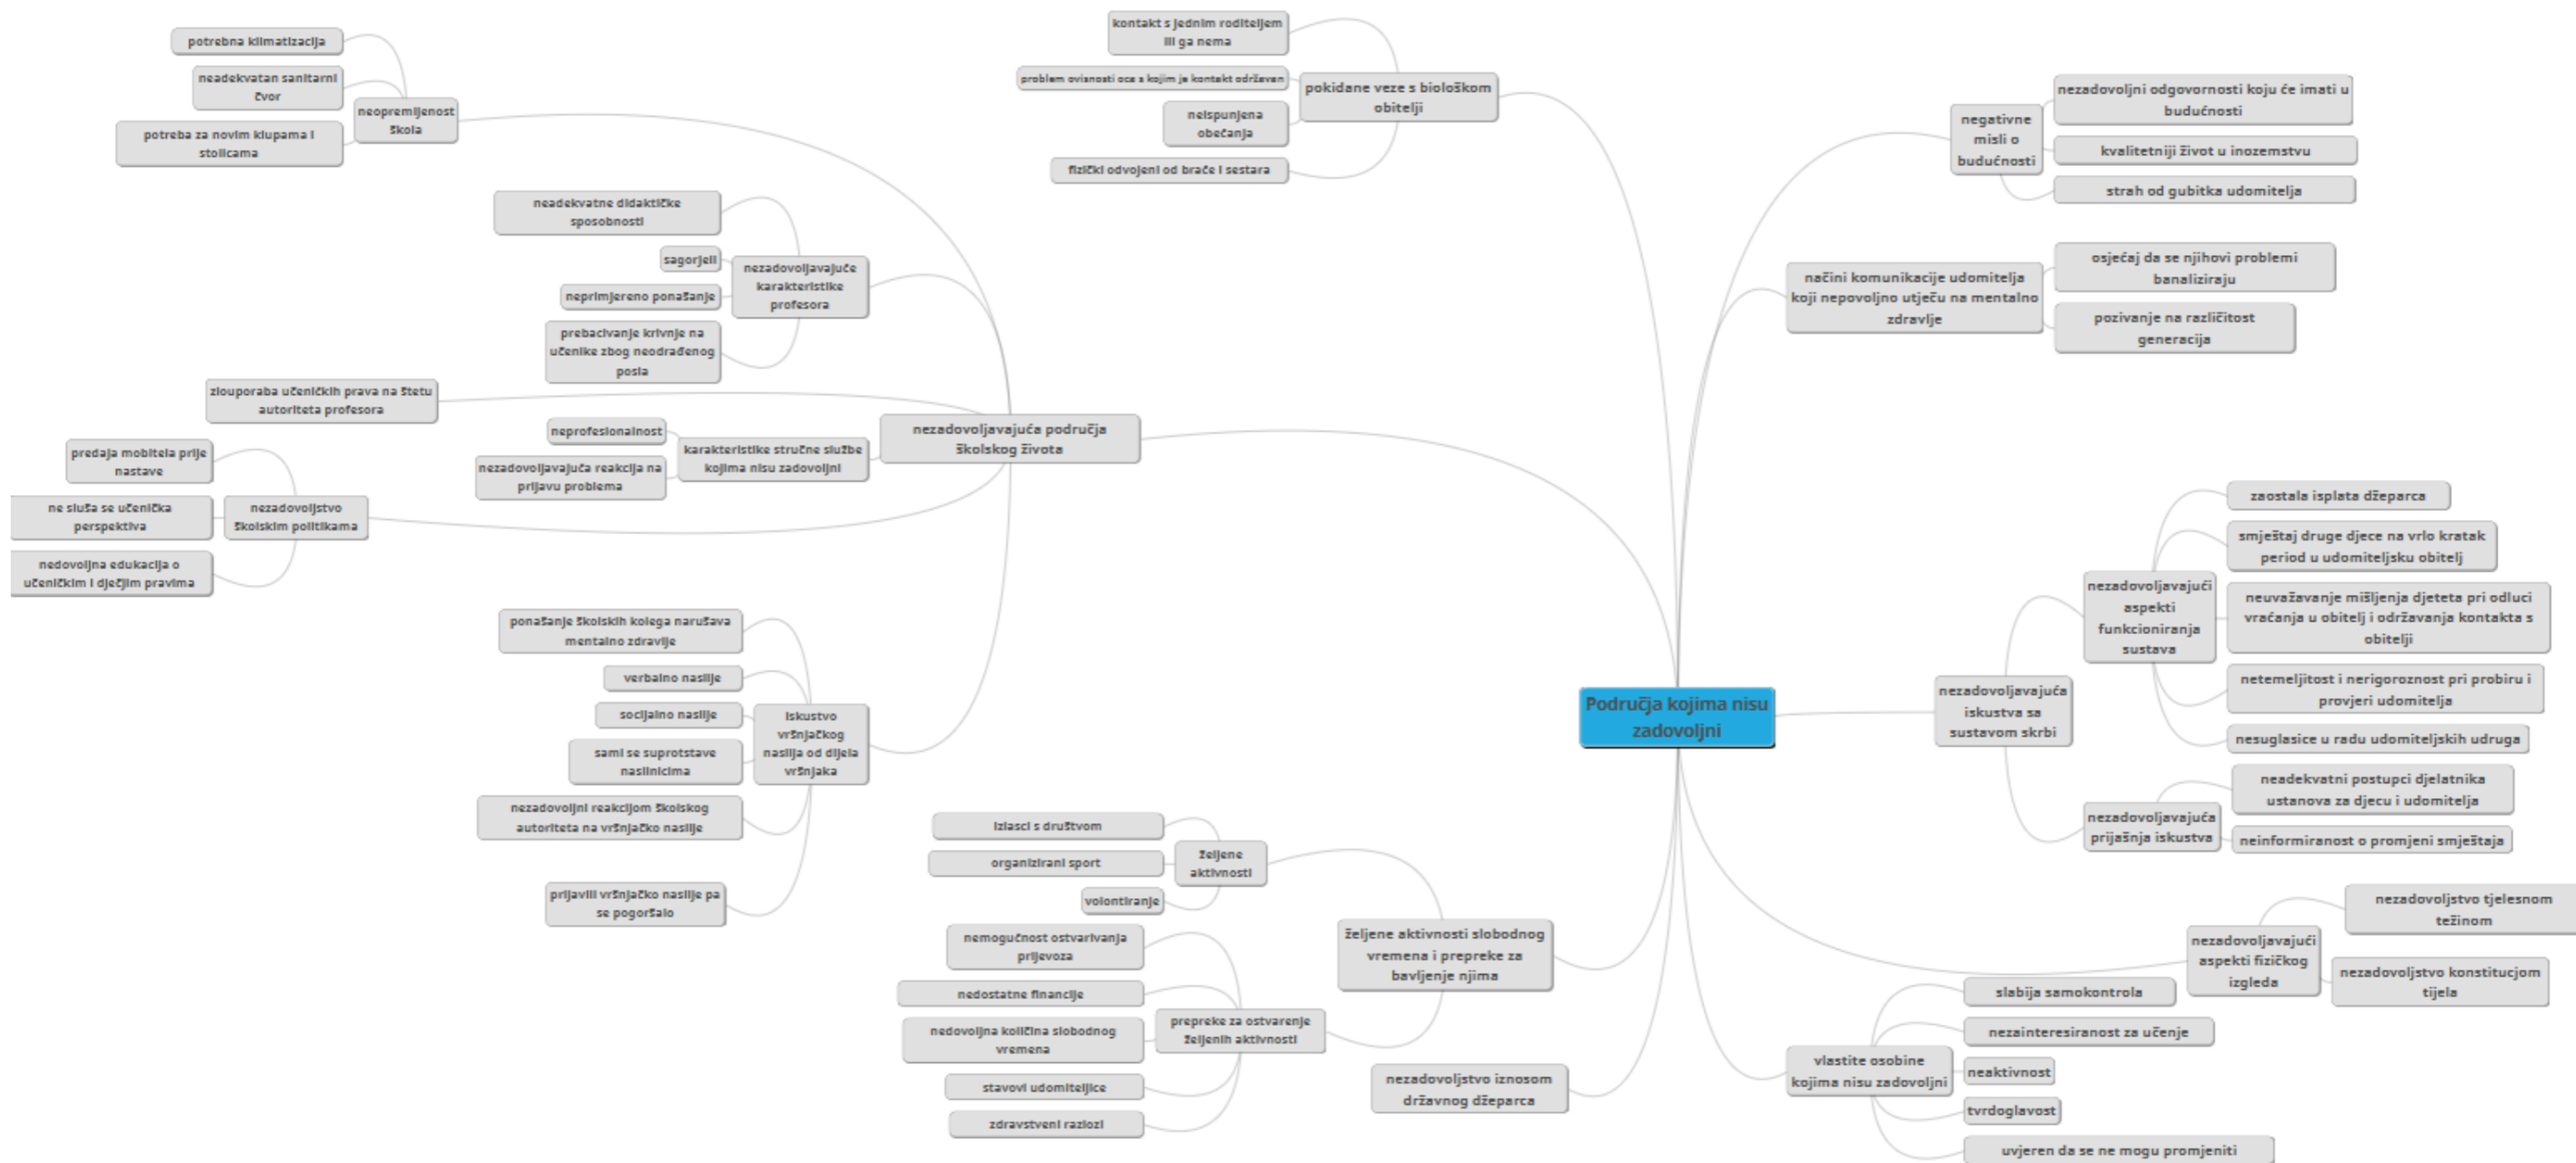 Područja kojima nisu
zadovoljni
pokidane veze s biološkom
obitelji
kontakt s jednim roditeljem
ili ga nema
problem ovisnosti oca s kojim je kontakt održavan
neispunjena
obećanja
fizički odvojeni od braće i sestara
nezadovoljavajuća područja
školskog života
neopremljenost
škola
potrebna klimatizacija
neadekvatan sanitarni
čvor
potreba za novim klupama i
stolicama
nezadovoljavajuće
karakteristike
profesora
neadekvatne didaktičke
sposobnosti
sagorjeli
neprimjereno ponašanje
prebacivanje krivnje na
učenike zbog neodrađenog
posla
zlouporaba učeničkih prava na štetu
autoriteta profesora
karakteristike stručne službe
kojima nisu zadovoljni
neprofesionalnost
nezadovoljavajuća reakcija na
prijavu problema
nezadovoljstvo
školskim politikama
predaja mobitela prije
nastave
ne sluša se učenička
perspektiva
nedovoljna edukacija o
učeničkim i dječjim pravima
iskustvo
vršnjačkog
nasilja od dijela
vršnjaka
ponašanje školskih kolega narušava
mentalno zdravlje
verbalno nasilje
socijalno nasilje
sami se suprotstave
nasilnicima
nezadovoljni reakcijom školskog
autoriteta na vršnjačko nasilje
prijavili vršnjačko nasilje pa
se pogoršalo
željene aktivnosti slobodnog
vremena i prepreke za
bavljenje njima
željene
aktivnosti
izlasci s društvom
organizirani sport
volontiranje
prepreke za ostvarenje
željenih aktivnosti
nemogućnost ostvarivanja
prijevoza
nedostatne financije
nedovoljna količina slobodnog
vremena
stavovi udomiteljice
zdravstveni razlozi
nezadovoljstvo iznosom
državnog džeparca
negativne
misli o
budućnosti
nezadovoljni odgovornosti koju će imati u
budućnosti
kvalitetniji život u inozemstvu
strah od gubitka udomitelja
načini komunikacije udomitelja
koji nepovoljno utječu na mentalno
zdravlje
osjećaj da se njihovi problemi
banaliziraju
pozivanje na različitost
generacija
nezadovoljavajuća
iskustva sa
sustavom skrbi
nezadovoljavajući
aspekti
funkcioniranja
sustava
zaostala isplata džeparca
smještaj druge djece na vrlo kratak
period u udomiteljsku obitelj
neuvažavanje mišljenja djeteta pri odluci
vraćanja u obitelj i održavanja kontakta s
obitelji
netemeljitost i nerigoroznost pri probiru i
provjeri udomitelja
nesuglasice u radu udomiteljskih udruga
nezadovoljavajuća
prijašnja iskustva
neadekvatni postupci djelatnika
ustanova za djecu i udomitelja
neinformiranost o promjeni smještaja
nezadovoljavajući
aspekti fizičkog
izgleda
nezadovoljstvo tjelesnom
težinom
nezadovoljstvo konstitucjom
tijela
vlastite osobine
kojima nisu zadovoljni
slabija samokontrola
nezainteresiranost za učenje
neaktivnost
tvrdoglavost
uvjeren da se ne mogu promjeniti